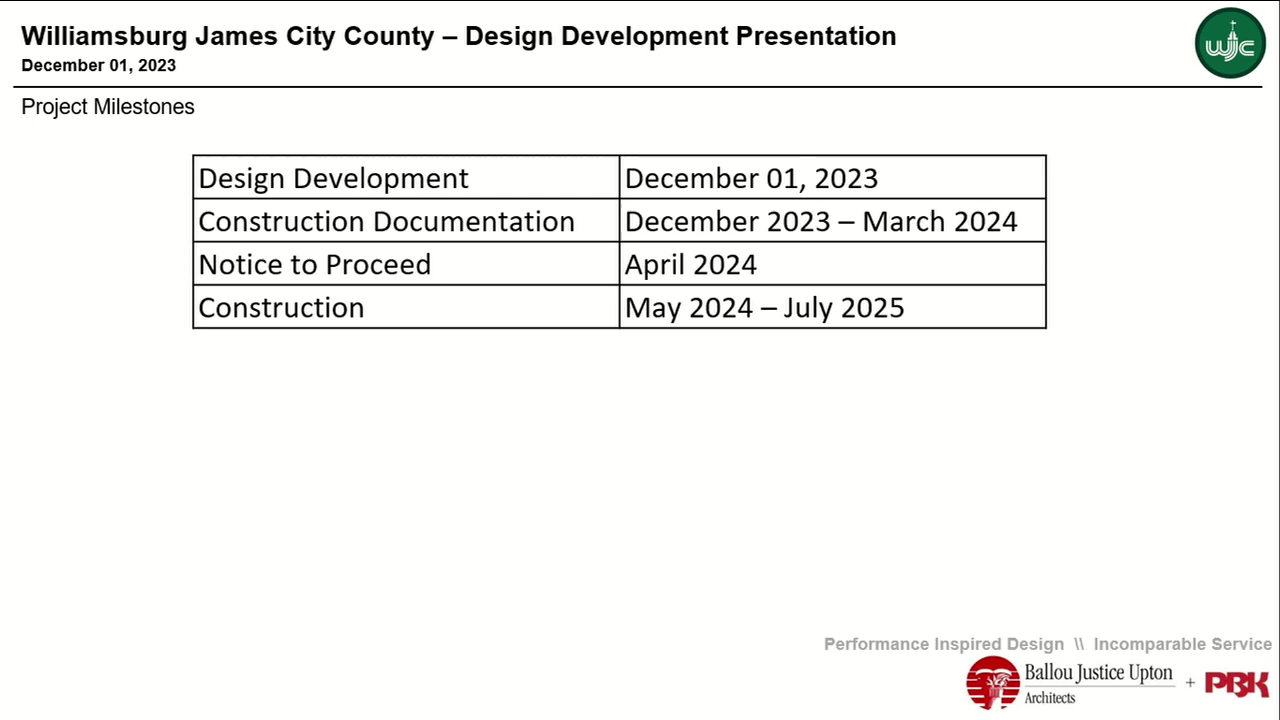 Williamsburg James City County – Design Development Presentation
December 01, 2023
WJC
Project Milestones
Design Development December 01, 2023
Construction Documentation December 2023 – March 2024
Notice to Proceed April 2024
Construction May 2024 – July 2025
Performance Inspired Design \\ Incomparable Service
Ballou Justice Upton + PBK
Architects